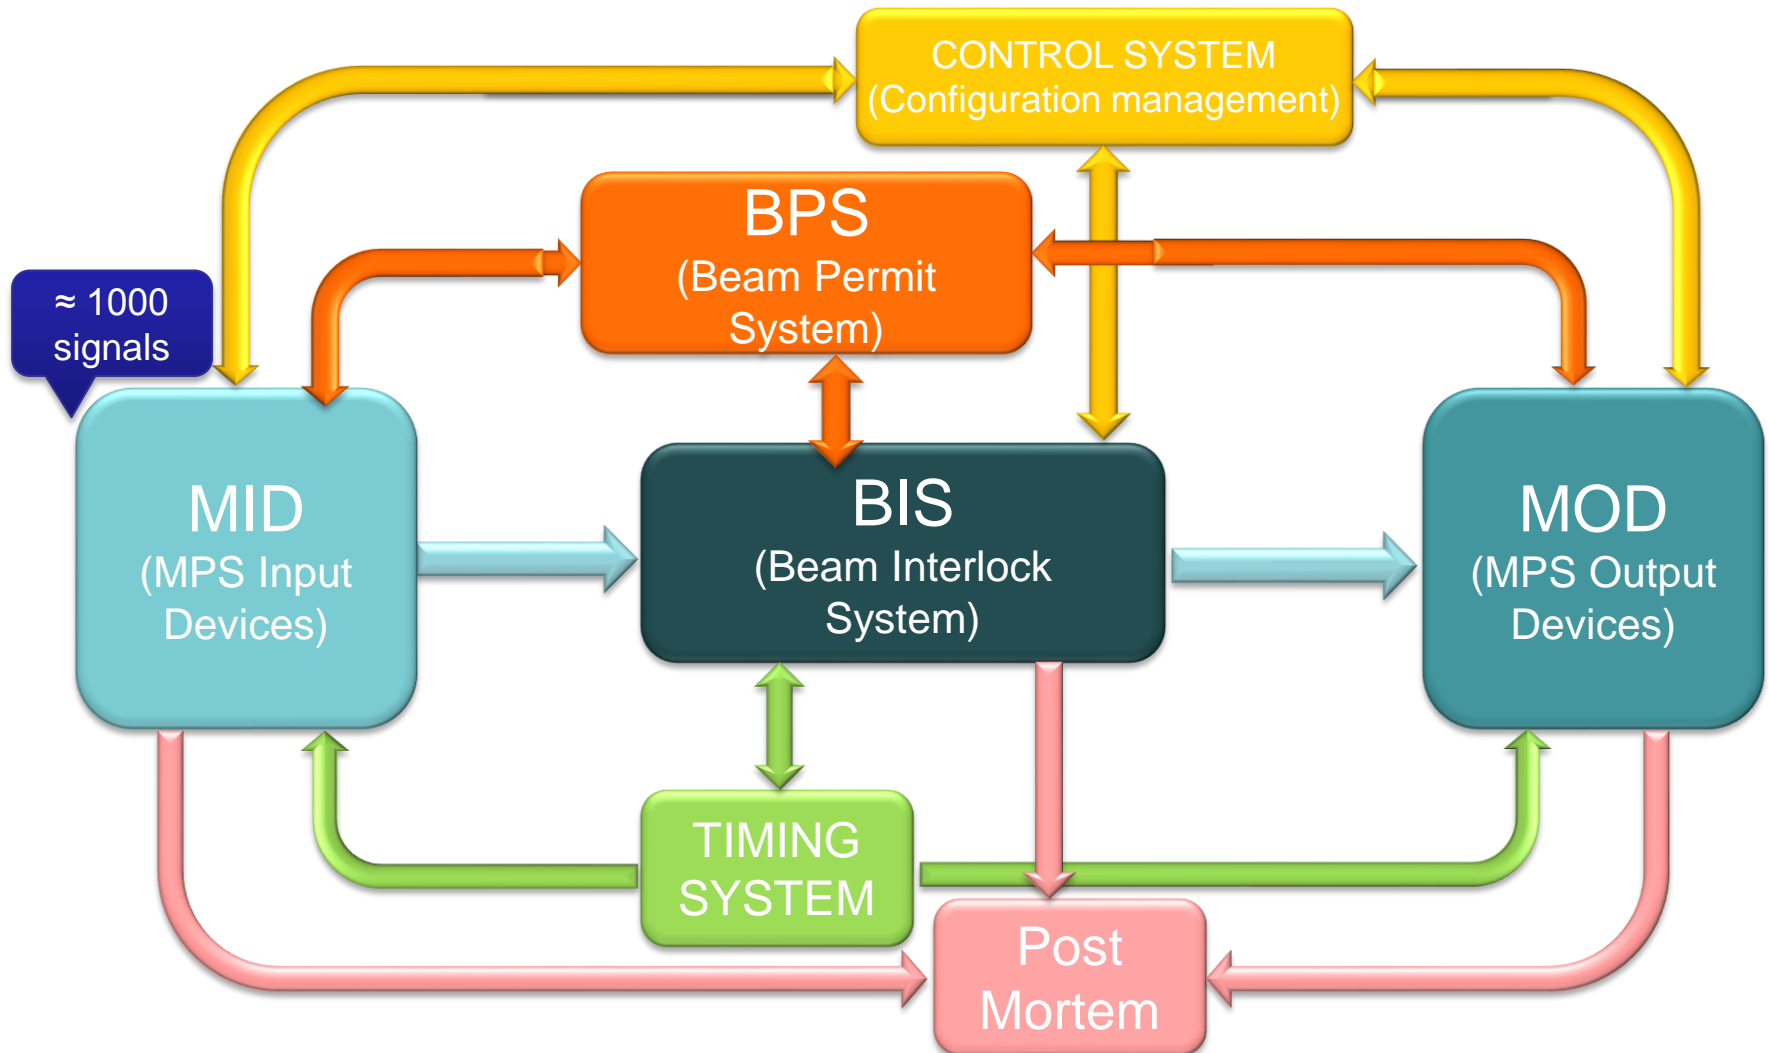 CONTROL SYSTEM
(Configuration management)
BPS
(Beam Permit
System)
≈ 1000
signals
MID
(MPS Input
Devices)
BIS
(Beam Interlock
System)
MOD
(MPS Output
Devices)
TIMING
SYSTEM
Post
Mortem